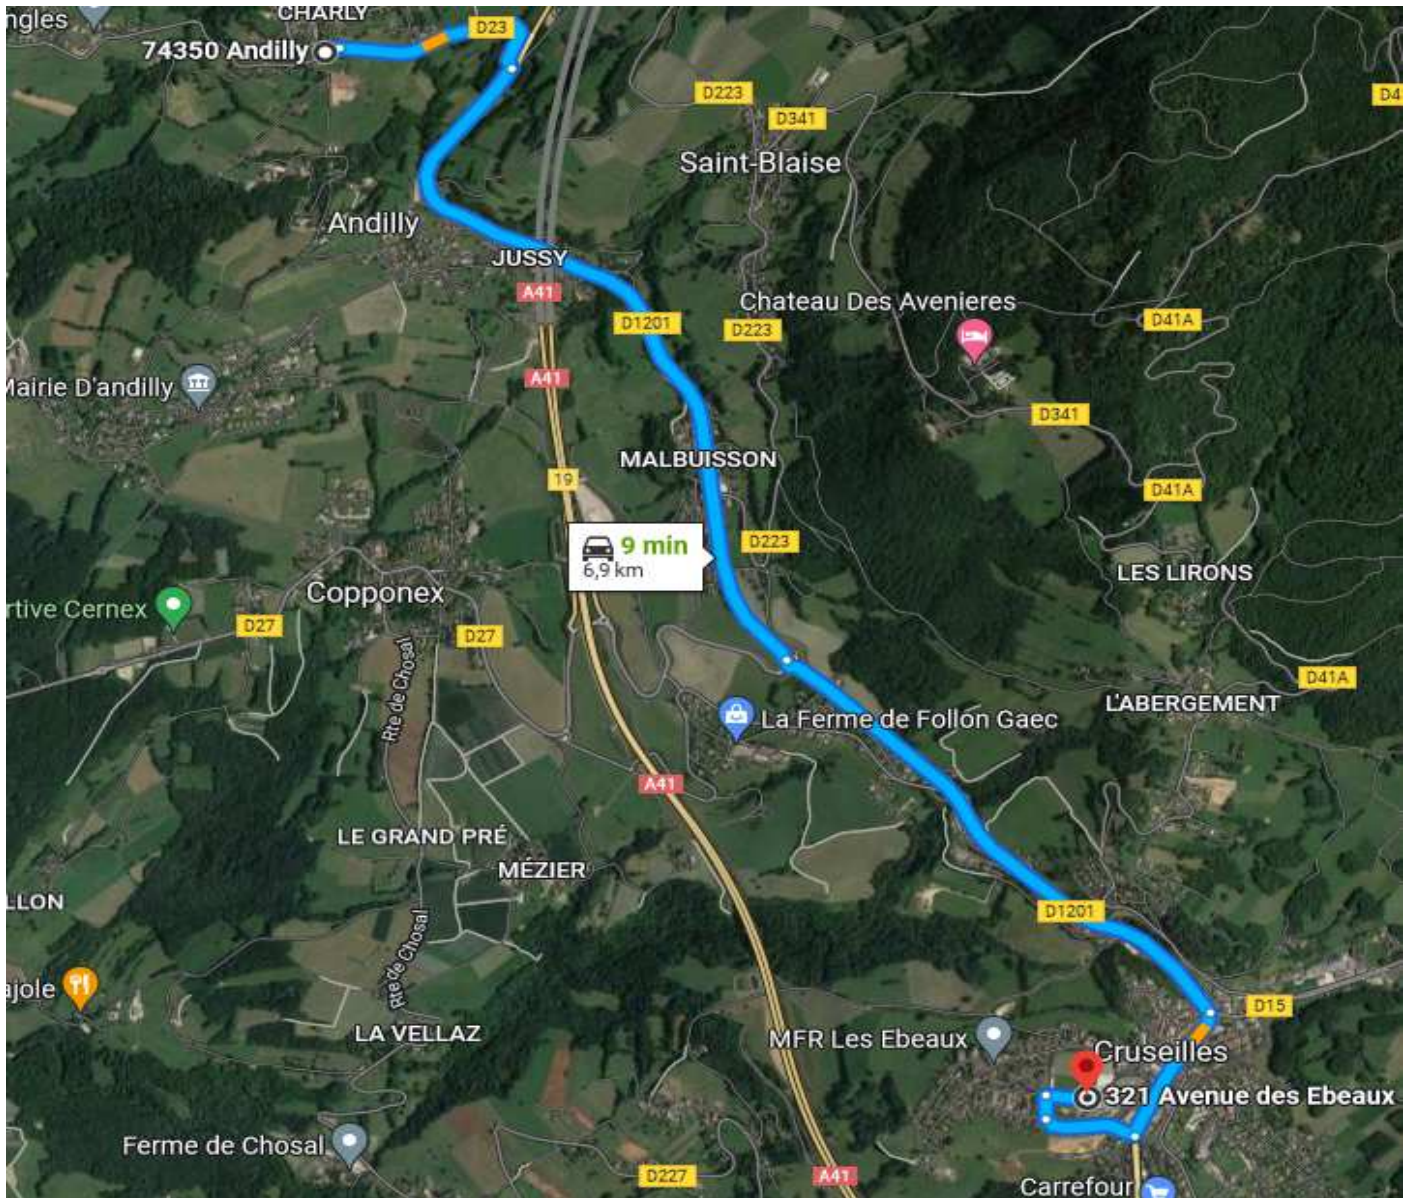 ngles
CHARLY
D23
74350 Andilly
D223
D341
Saint-Blaise
Andilly
JUSSY
A41
D1201
D223
Chateau Des Avenieres
D41A
Mairie D'andilly
A41
D341
MALBUISSON
19
D41A
9 min
6,9 km
D223
LES LIRONS
Copponex
rtive Cernex
D27
D27
Rte de Chosal
D41A
L'ABERGEMENT
La Ferme de Follon Gaec
A41
LE GRAND PRÉ
MÉZIER
LLON
D1201
Rte de Chosal
ajole
D15
LA VELLAZ
MFR Les Ebeaux
Cruseilles
321 Avenue des Ebeaux
Ferme de Chosal
D227
A41
Carrefour